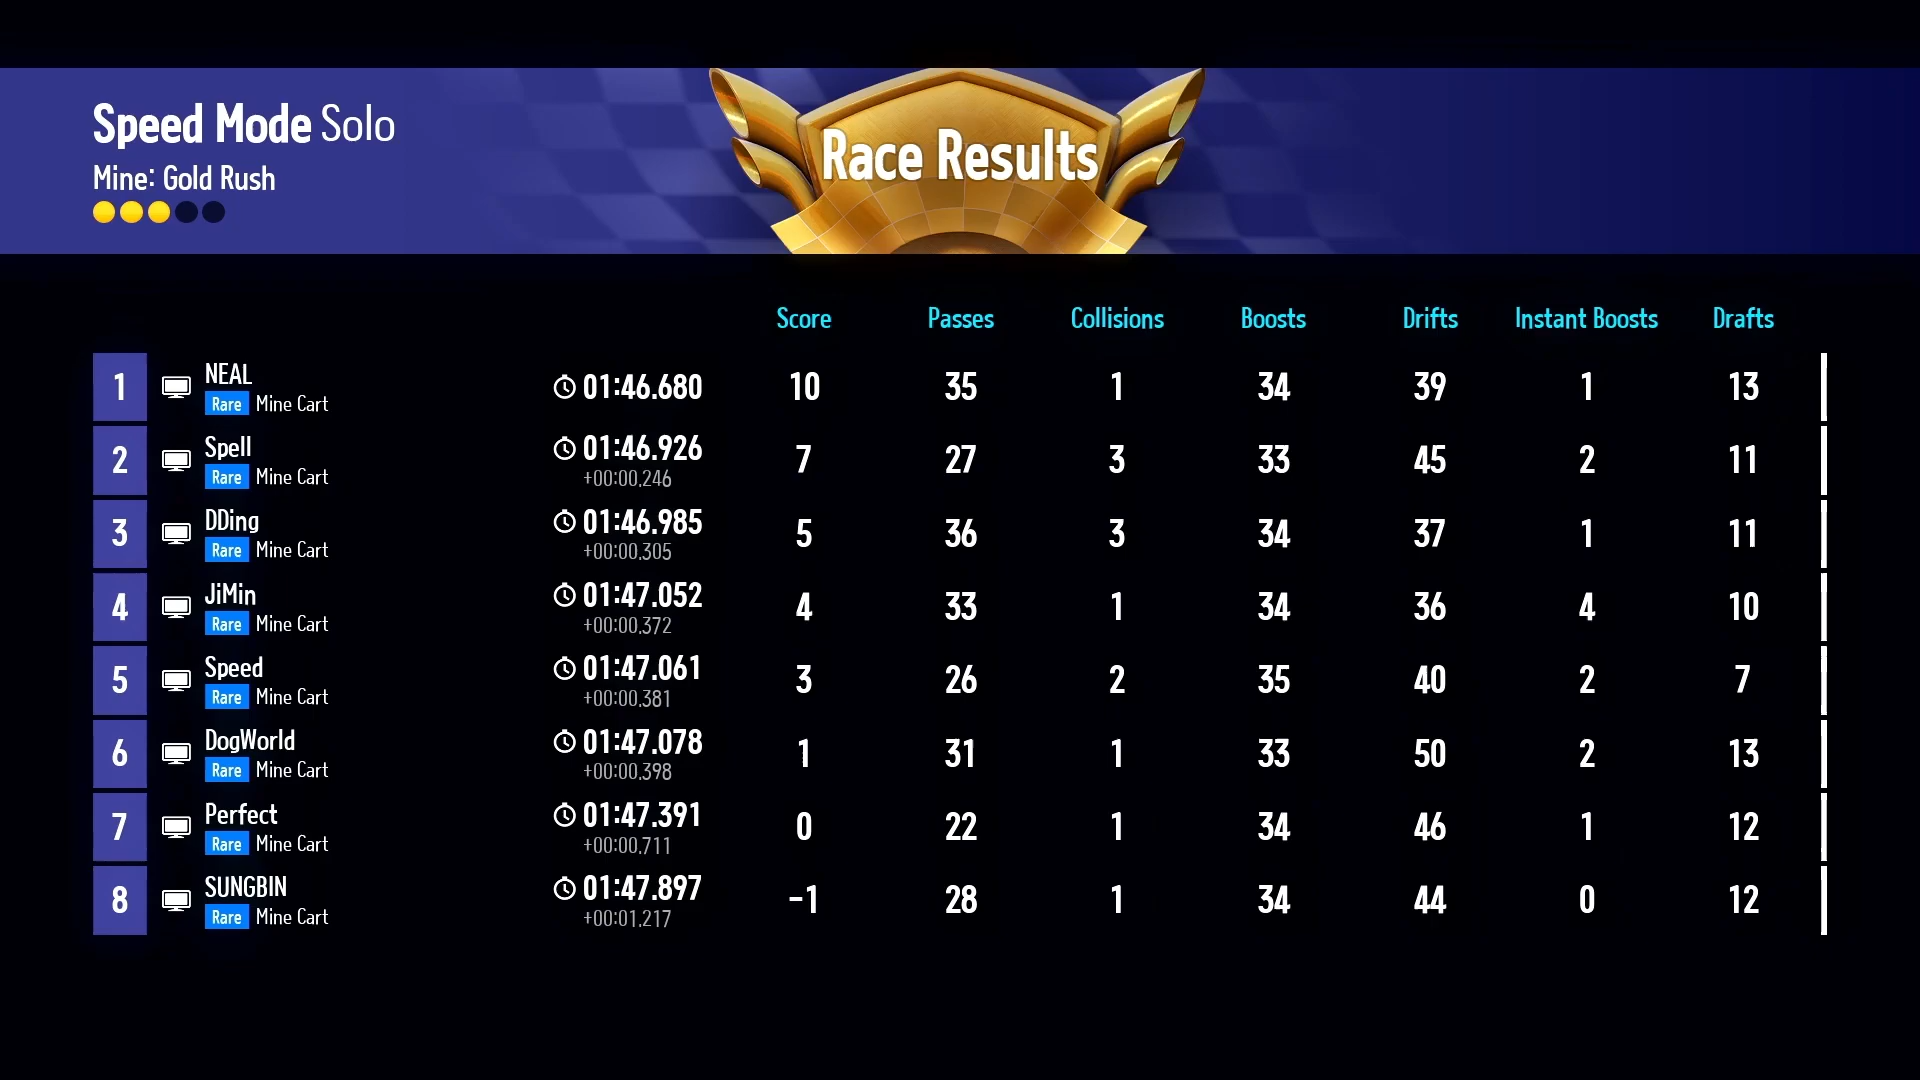 Speed Mode Solo
Mine: Gold Rush
Race Results
Score Passes Collisions Boosts Drifts Instant Boosts Drafts
1 NEAL 01:46.680 10 35 1 34 39 1 13
Rare Mine Cart
2 Spell 01:46.926 7 27 3 33 45 2 11
Rare Mine Cart +00:00.246
3 DDing 01:46.985 5 36 3 34 37 1 11
Rare Mine Cart +00:00.305
4 JiMin 01:47.052 4 33 1 34 36 4 10
Rare Mine Cart +00:00.372
5 Speed 01:47.061 3 26 2 35 40 2 7
Rare Mine Cart +00:00.381
6 DogWorld 01:47.078 1 31 1 33 50 2 13
Rare Mine Cart +00:00.398
7 Perfect 01:47.391 0 22 1 34 46 1 12
Rare Mine Cart +00:00.711
8 SUNGBIN 01:47.897 -1 28 1 34 44 0 12
Rare Mine Cart +00:01.217